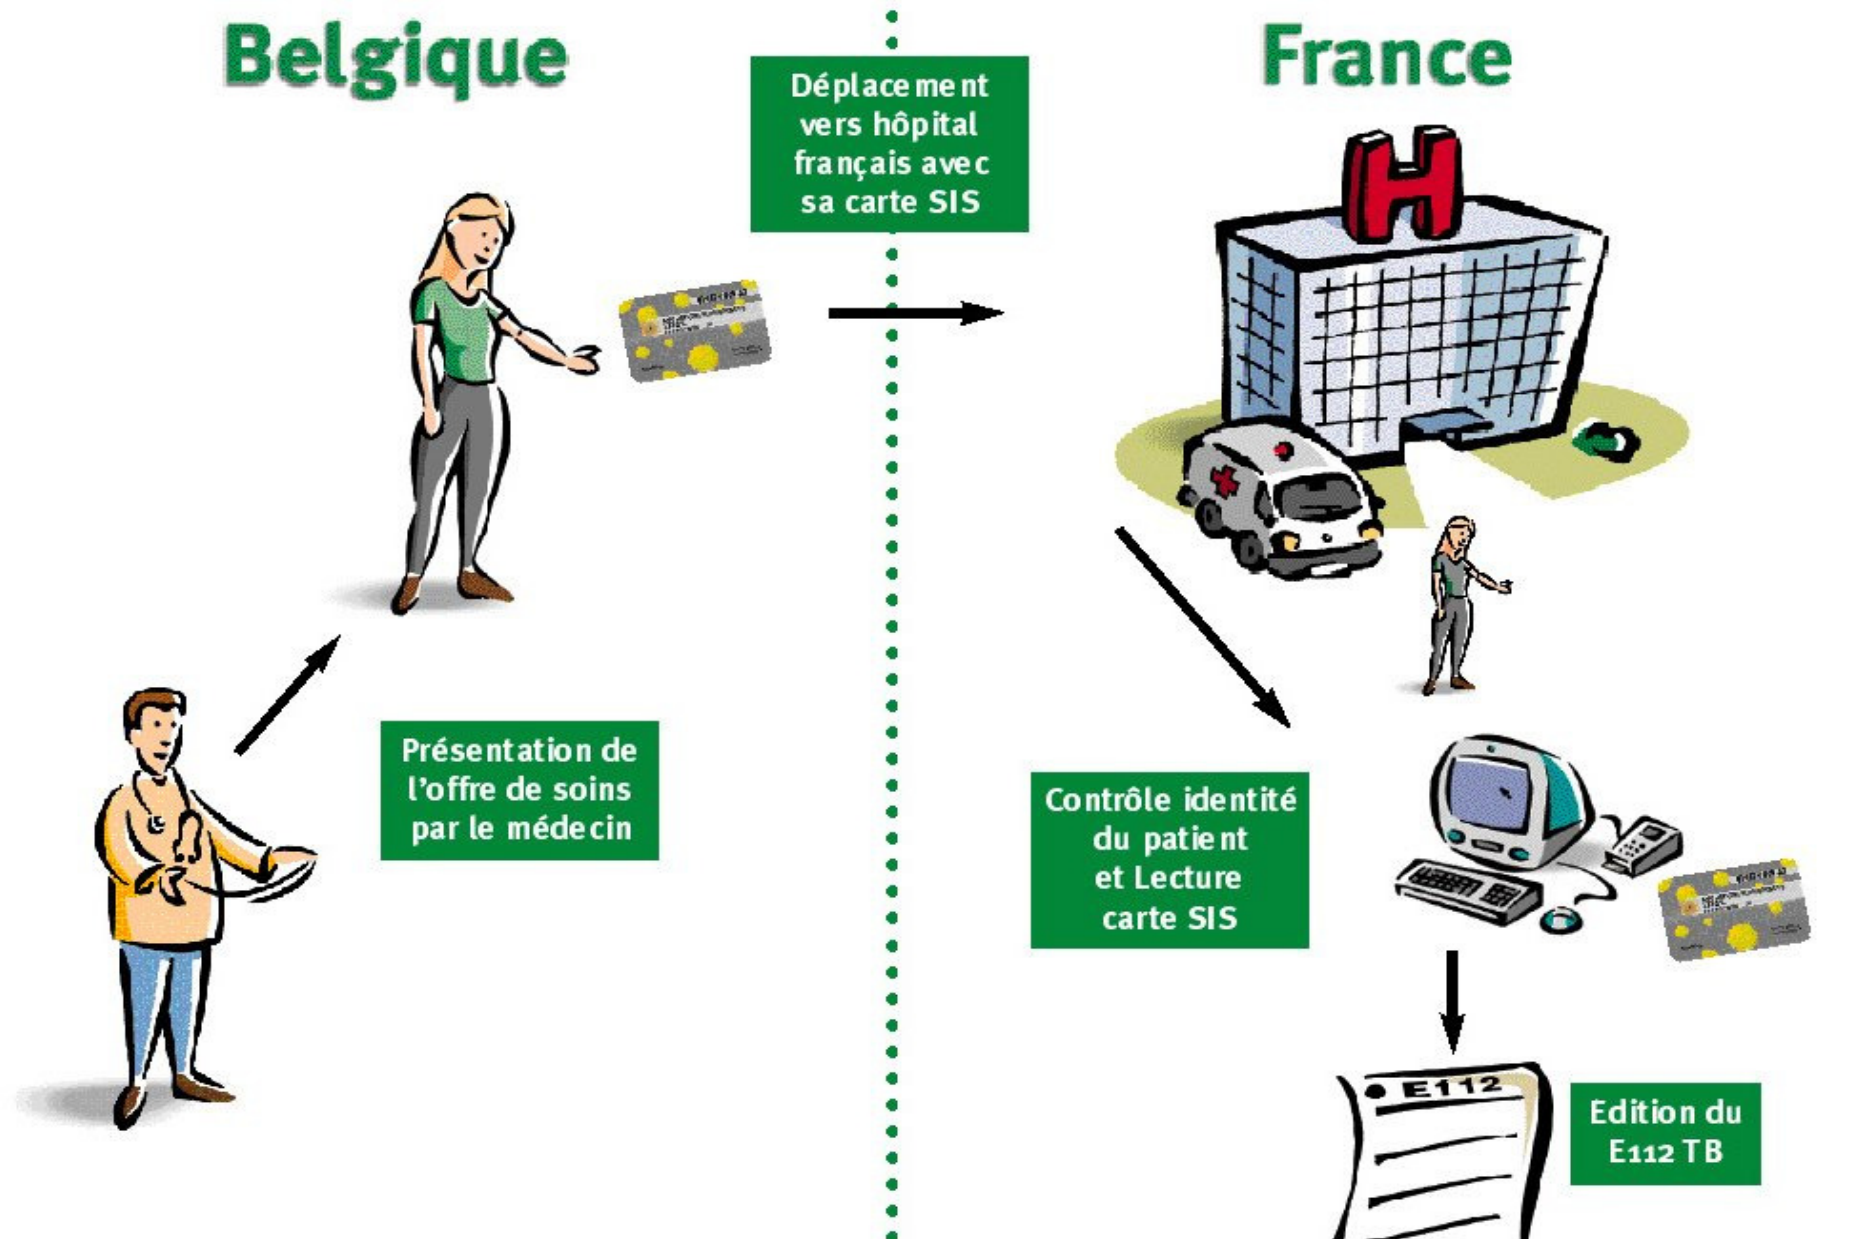 Belgique
France
Déplacement
vers hôpital
français avec
sa carte SIS
Présentation de
l'offre de soins
par le médecin
Contrôle identité
du patient
et Lecture
carte SIS
H
E112
Edition du
E112 TB